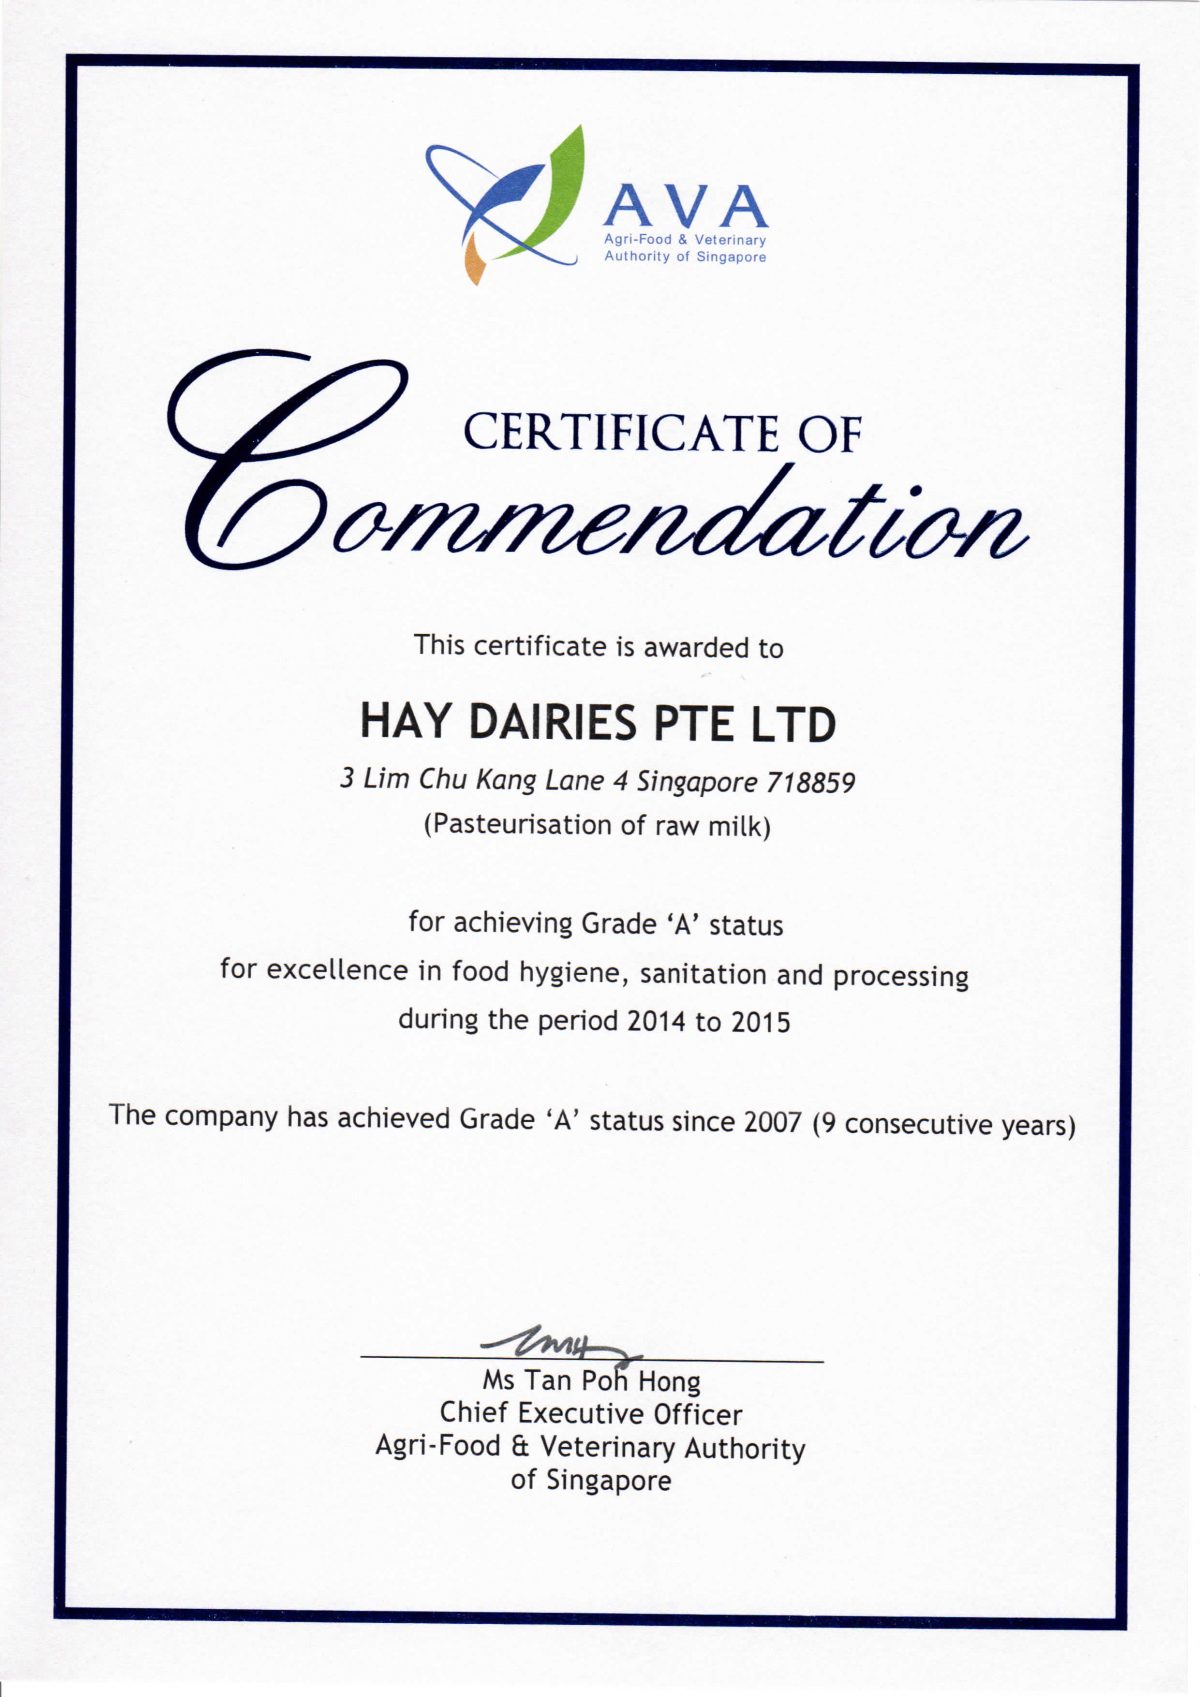 AVA
Agri-Food & Veterinary
Authority of Singapore
CERTIFICATE OF
Commendation
This certificate is awarded to
HAY DAIRIES PTE LTD
3 Lim Chu Kang Lane 4 Singapore 718859
(Pasteurisation of raw milk)
for achieving Grade ‘A’ status
for excellence in food hygiene, sanitation and processing
during the period 2014 to 2015
The company has achieved Grade ‘A’ status since 2007 (9 consecutive years)
Ms Tan Poh Hong
Chief Executive Officer
Agri-Food & Veterinary Authority
of Singapore